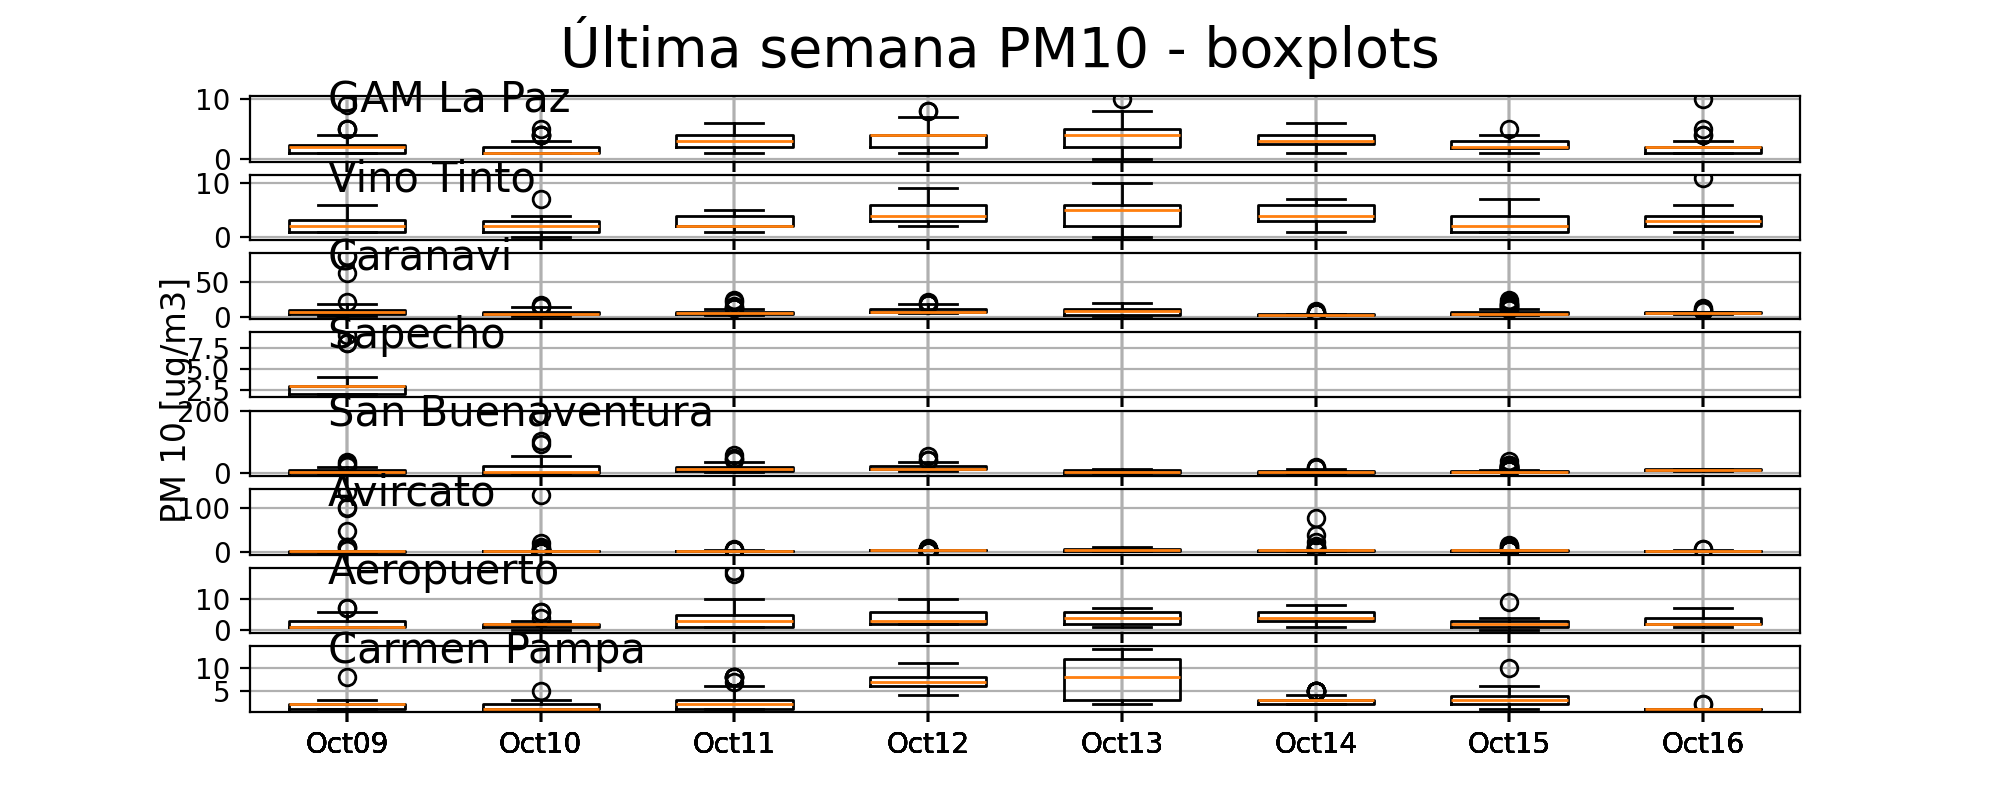 Última semana PM10 - boxplots
GAM La Paz
10
0
Vino Tinto
10
0
Caranavi
50
0
Sapecho
7.5
5.0
2.5
San Buenaventura
200
0
Avircato
100
0
Aeropuerto
10
0
Carmen Pampa
10
5
PM 10 [ug/m3]
Oct09 Oct10 Oct11 Oct12 Oct13 Oct14 Oct15 Oct16